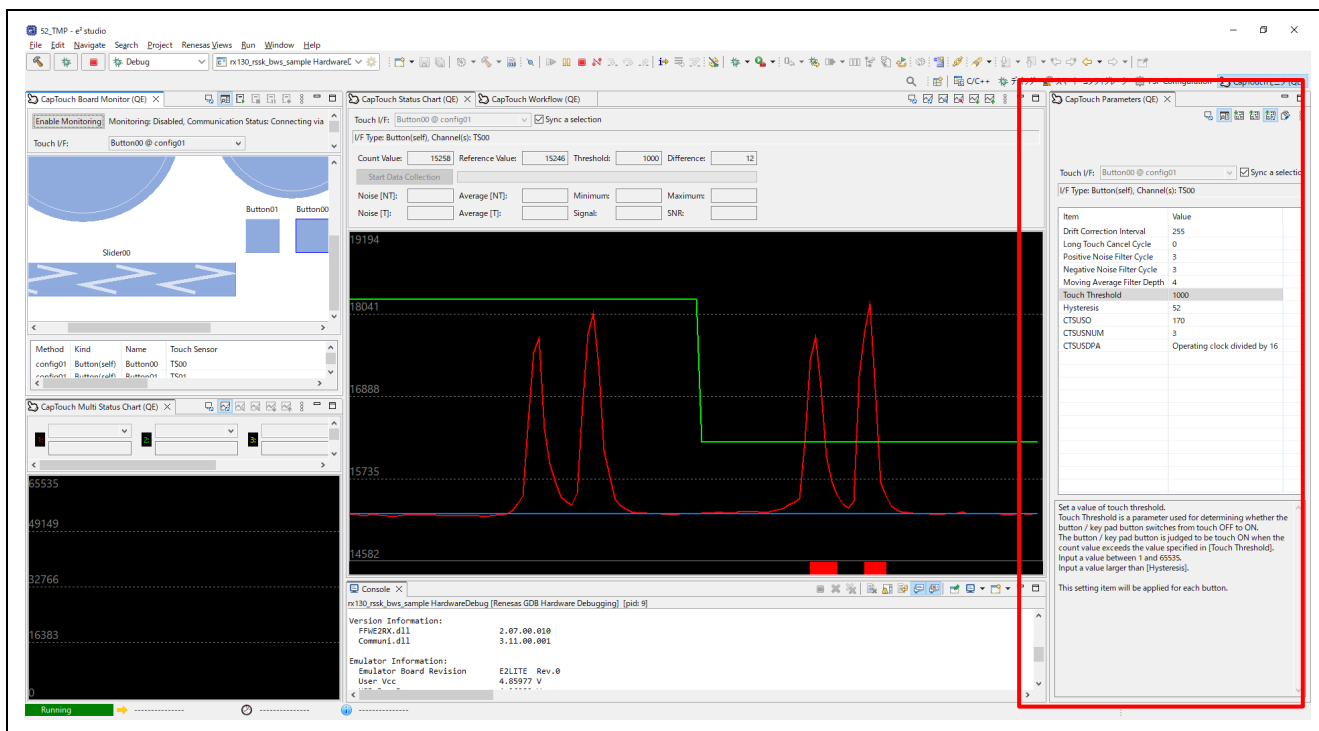 52_TMP - e² studio
File Edit Navigate Search Project Renesas Views Run Window Help
Debug
rx130_rssk_bws_sample HardwareD
C/C++
CapTouch Board Monitor (QE)
Enable Monitoring Monitoring: Disabled, Communication Status: Connecting via
Touch I/F: Button00 @ config01
Button01 Button00
Slider00
Method Kind Name Touch Sensor
config01 Button(self) Button00 TS00
config01 Button(self) Button01 TS01
CapTouch Multi Status Chart (QE)
1: 2: 3:
65535
49149
32766
16383
0
CapTouch Status Chart (QE) CapTouch Workflow (QE)
Touch I/F: Button00 @ config01 Sync a selection
I/F Type: Button(self), Channel(s): TS00
Count Value: 15258 Reference Value: 15246 Threshold: 1000 Difference: 12
Start Data Collection
Noise [NT]: Average [NT]: Minimum: Maximum:
Noise [T]: Average [T]: Signal: SNR:
19194
18041
16888
15735
14582
Console
rx130_rssk_bws_sample HardwareDebug [Renesas GDB Hardware Debugging] [pid: 9]
Version Information:
FFWE2RX.dll 2.07.00.010
Communi.dll 3.11.00.001
Emulator Information:
Emulator Board Revision E2LITE Rev.0
User Vcc 4.85977 V
CapTouch Parameters (QE)
Touch I/F: Button00 @ config01 Sync a selectio
I/F Type: Button(self), Channel(s): TS00
Item Value
Drift Correction Interval 255
Long Touch Cancel Cycle 0
Positive Noise Filter Cycle 3
Negative Noise Filter Cycle 3
Moving Average Filter Depth 4
Touch Threshold 1000
Hysteresis 52
CTSUSO 170
CTSUSNUM 3
CTSUSDPA Operating clock divided by 16
Set a value of touch threshold.
Touch Threshold is a parameter used for determining whether the
button / key pad button switches from touch OFF to ON.
The button / key pad button is judged to be touch ON when the
count value exceeds the value specified in [Touch Threshold].
Input a value between 1 and 65535.
Input a value larger than [Hysteresis].
This setting item will be applied for each button.
Running --------------- --------------- ---------------